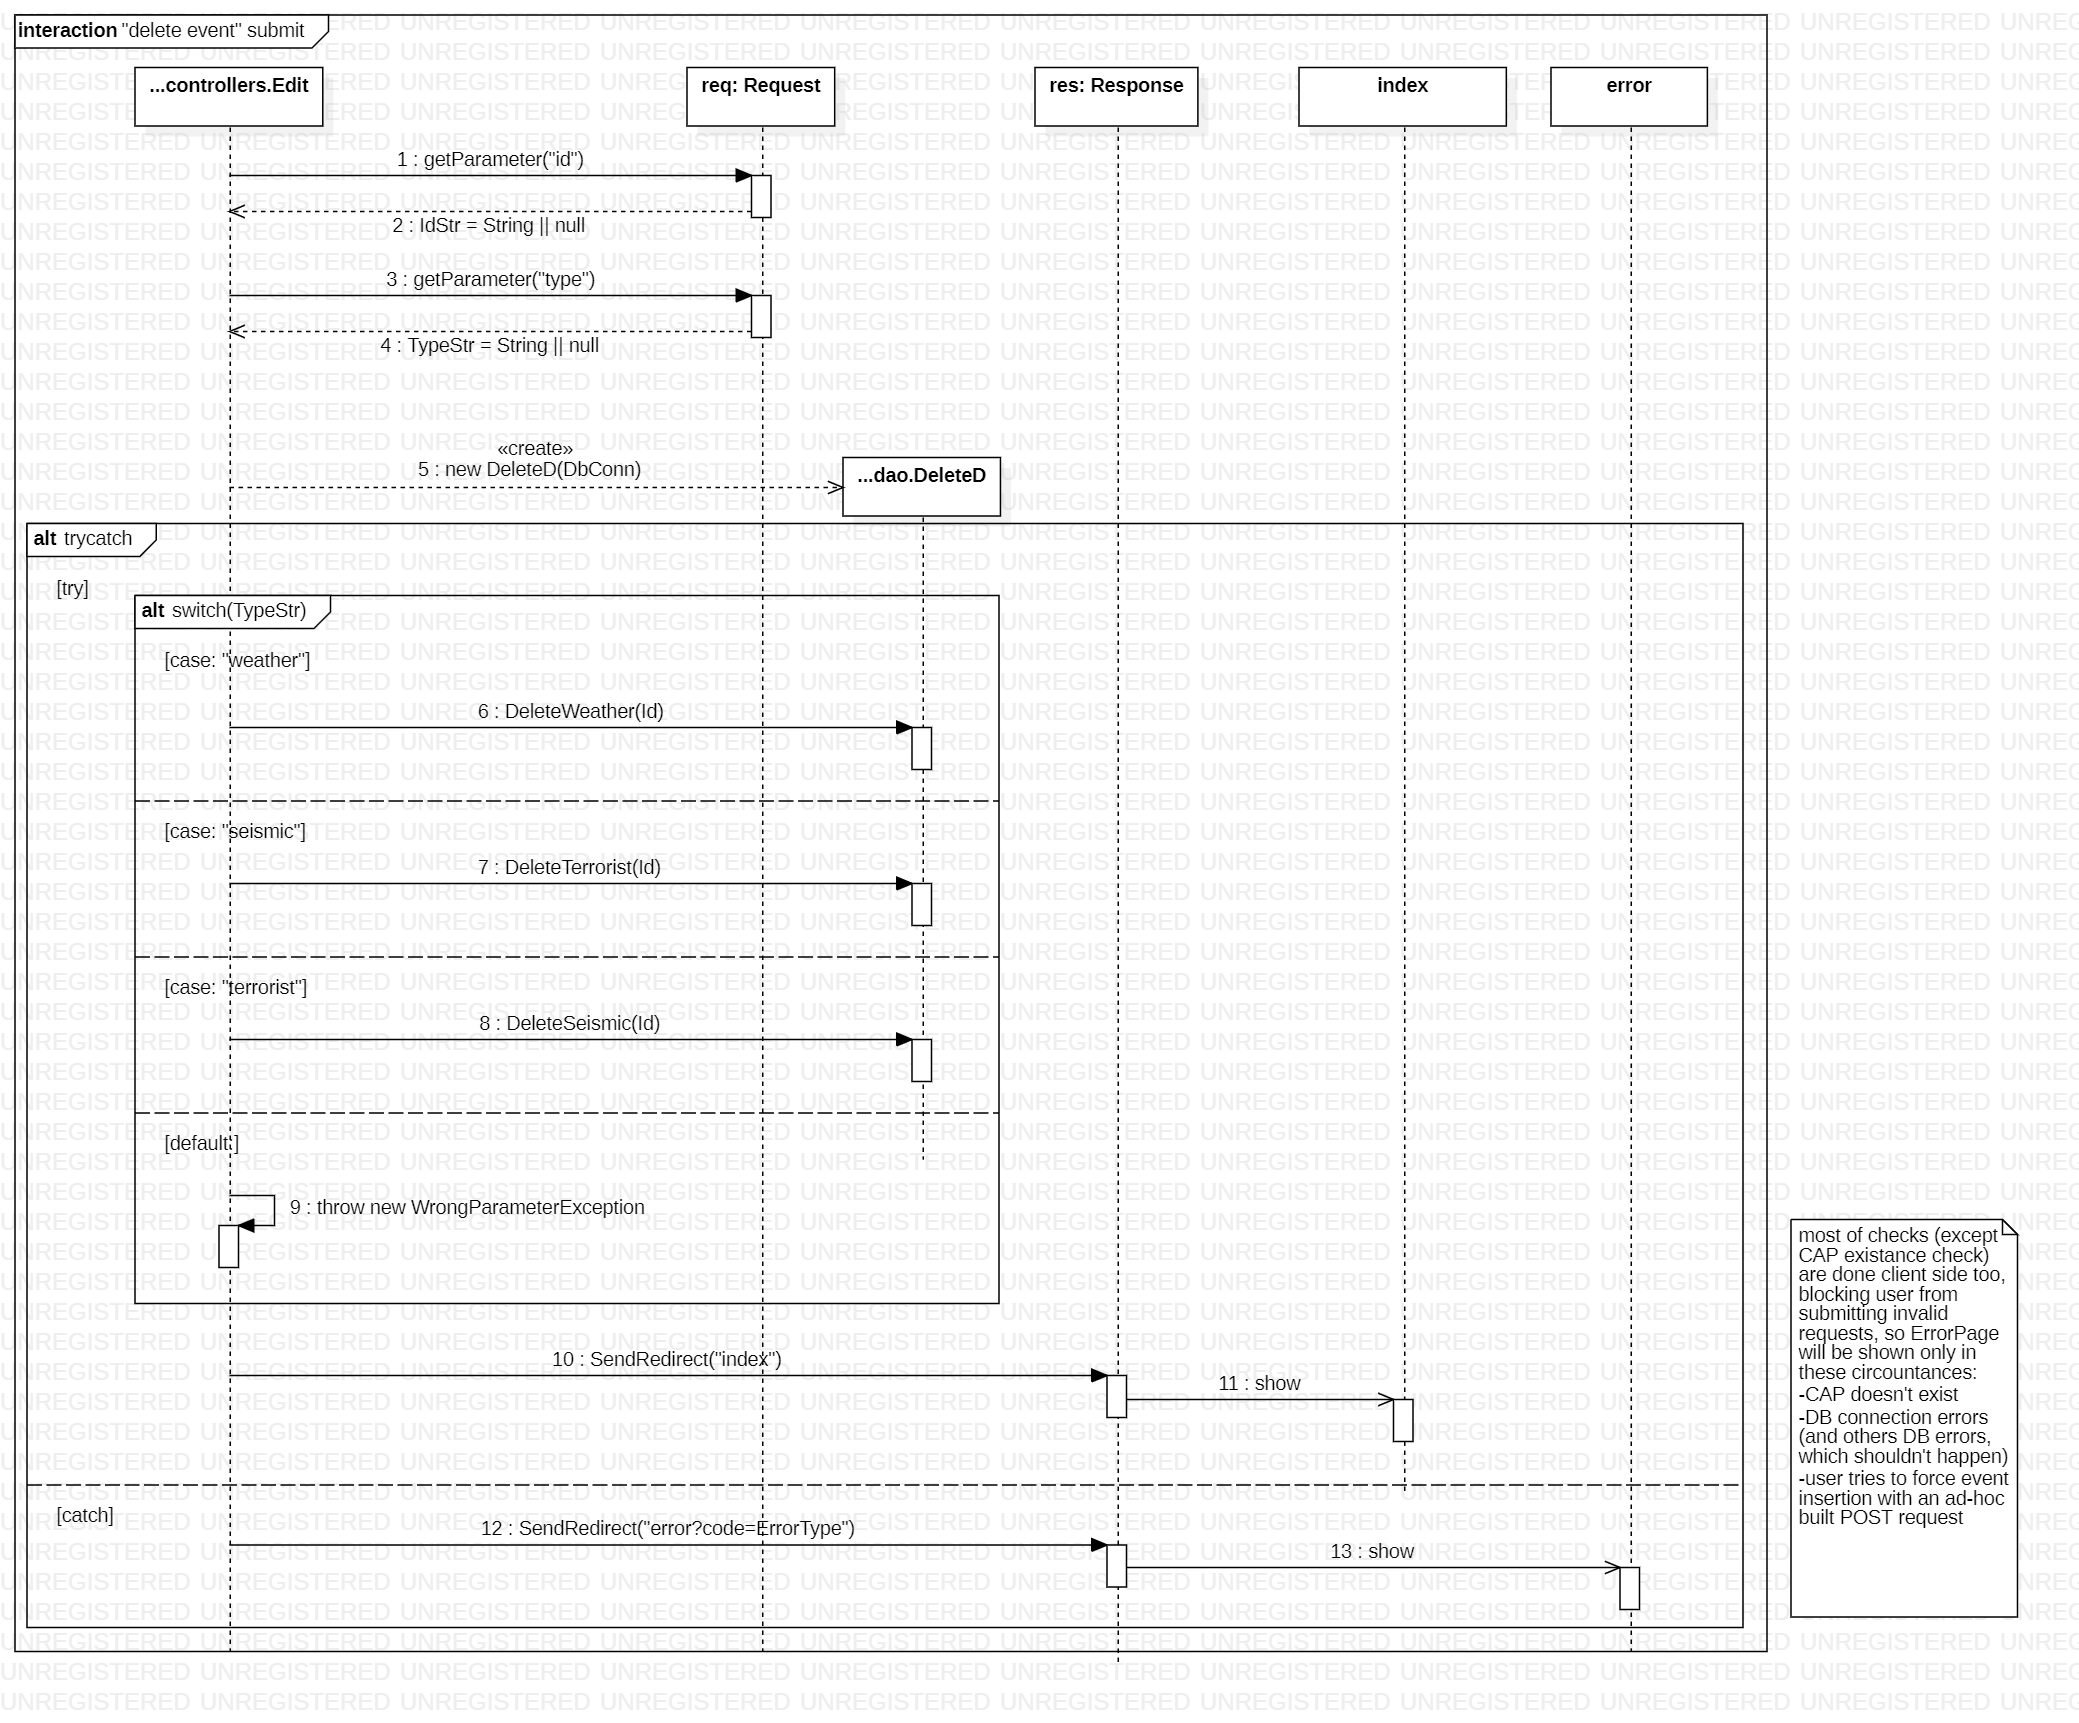 interaction "delete event" submit
...controllers.Edit
req: Request
res: Response
index
error
1 : getParameter("id")
2 : IdStr = String || null
3 : getParameter("type")
4 : TypeStr = String || null
«create»
5 : new DeleteD(DbConn)
...dao.DeleteD
alt trycatch
[try]
alt switch(TypeStr)
[case: "weather"]
6 : DeleteWeather(Id)
[case: "seismic"]
7 : DeleteTerrorist(Id)
[case: "terrorist"]
8 : DeleteSeismic(Id)
[default:]
9 : throw new WrongParameterException
10 : SendRedirect("index")
11 : show
[catch]
12 : SendRedirect("error?code=ErrorType")
13 : show
most of checks (except
CAP existance check)
are done client side too,
blocking user from
submitting invalid
requests, so ErrorPage
will be shown only in
these circountances:
-CAP doesn't exist
-DB connection errors
(and others DB errors,
which shouldn't happen)
-user tries to force event
insertion with an ad-hoc
built POST request
UNREGISTERED